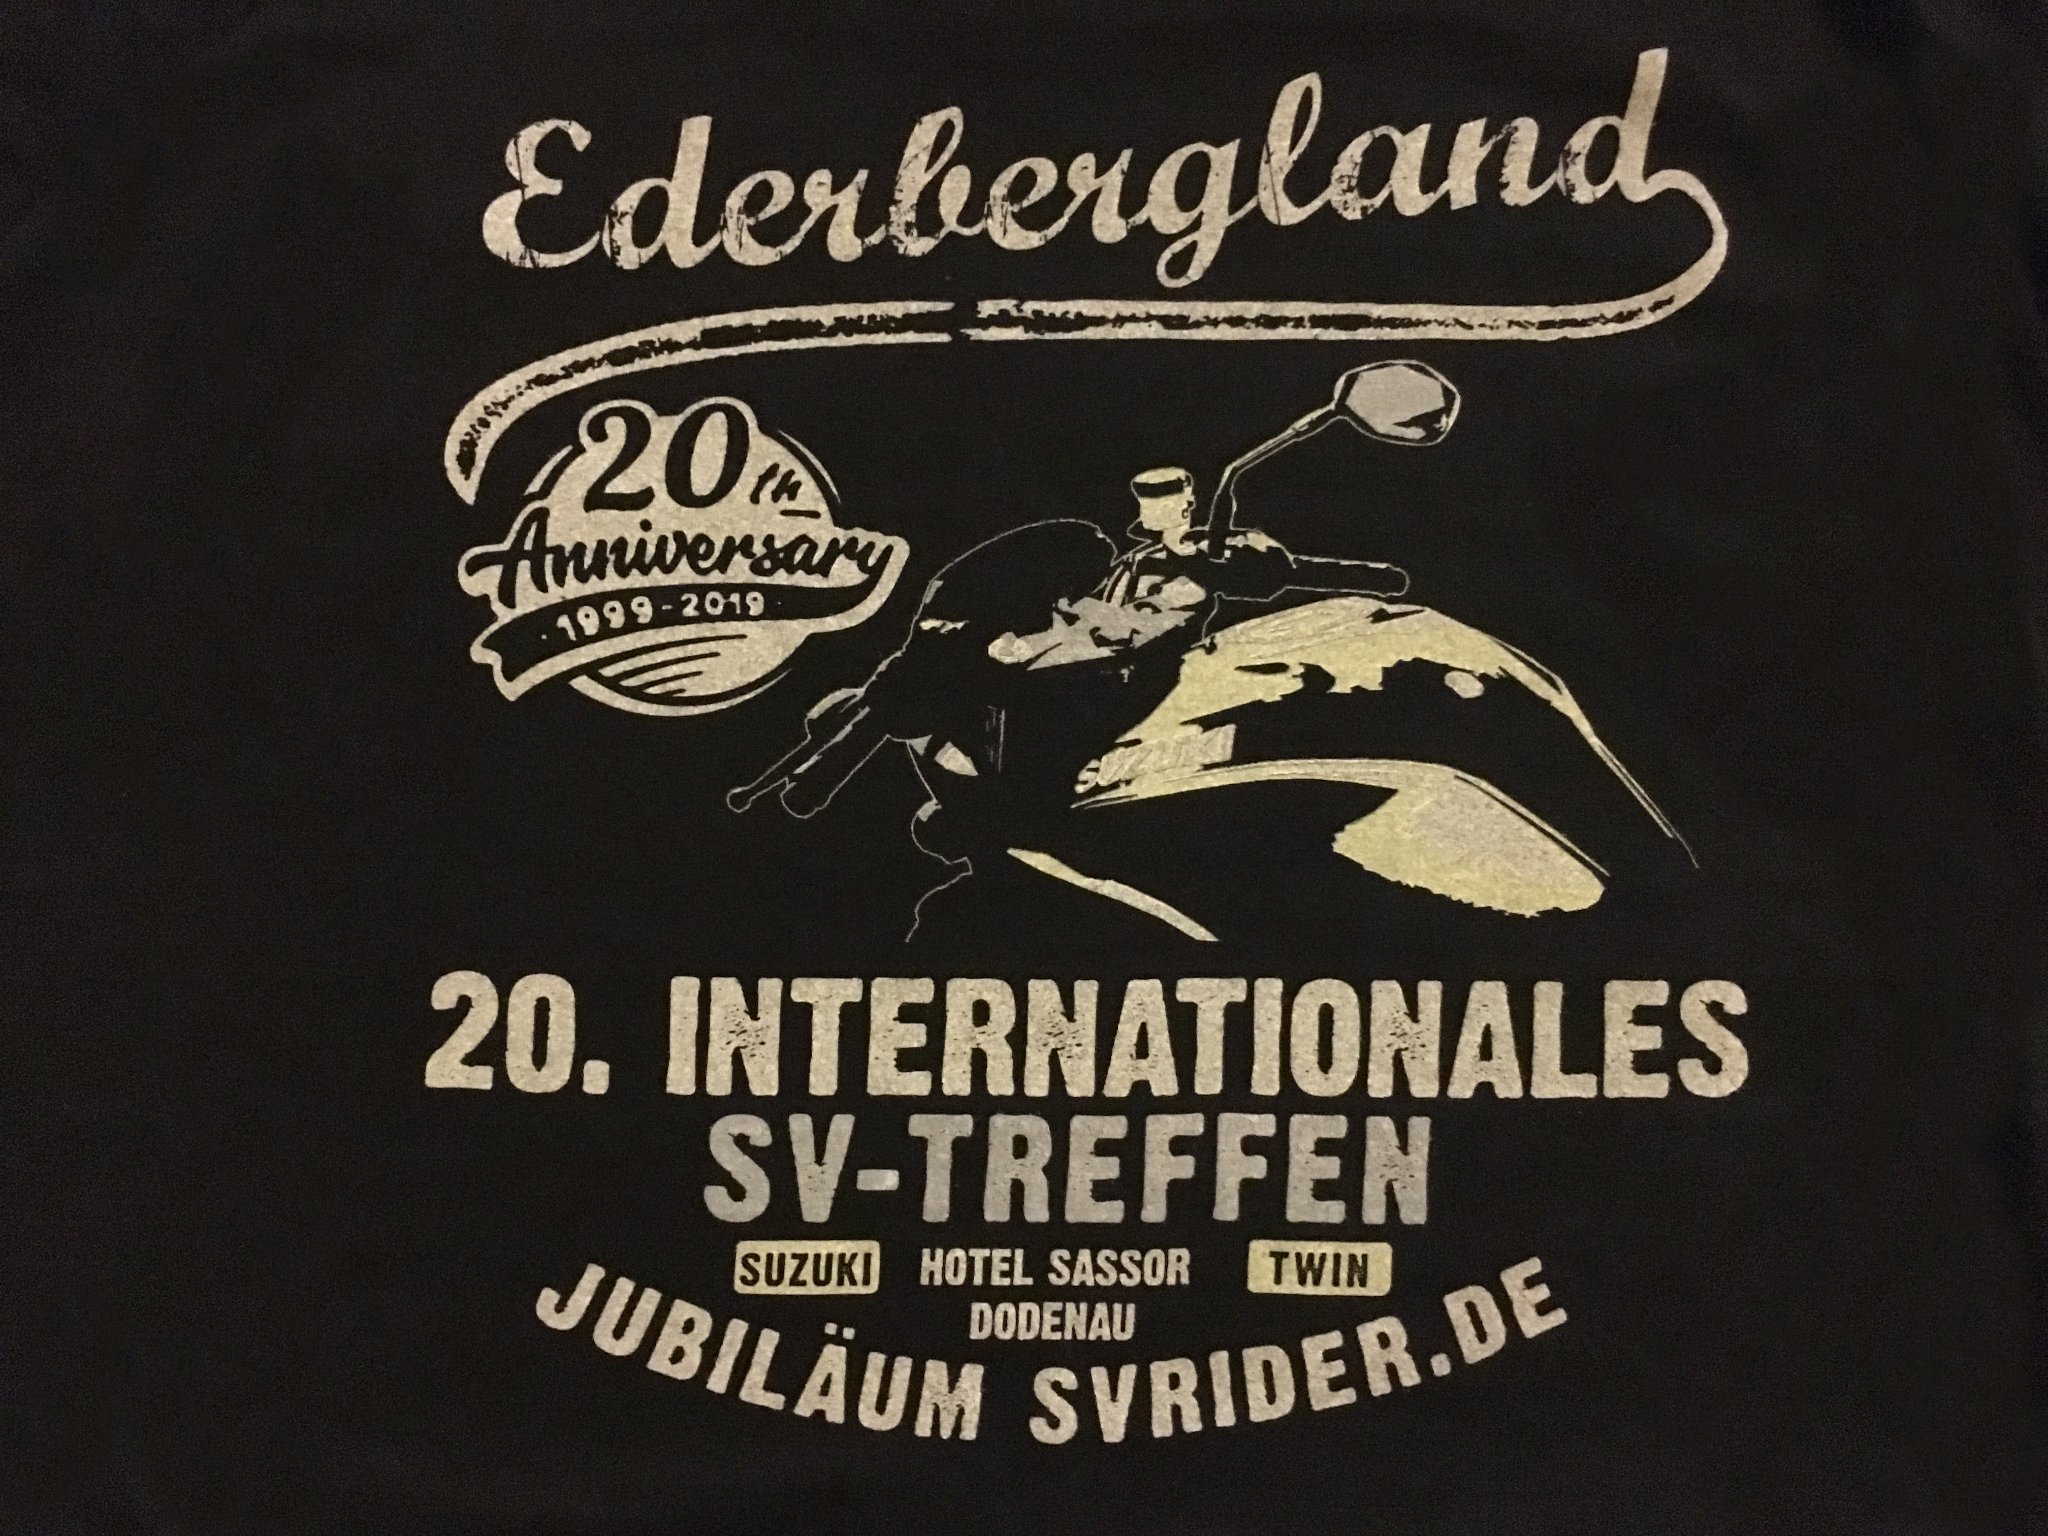 Ederbergland
20th
Anniversary
· 1999-2019 ·
SUZUKI
20. INTERNATIONALES
SV-TREFFEN
SUZUKI HOTEL SASSOR TWIN
DODENAU
JUBILÄUM SVRIDER.DE